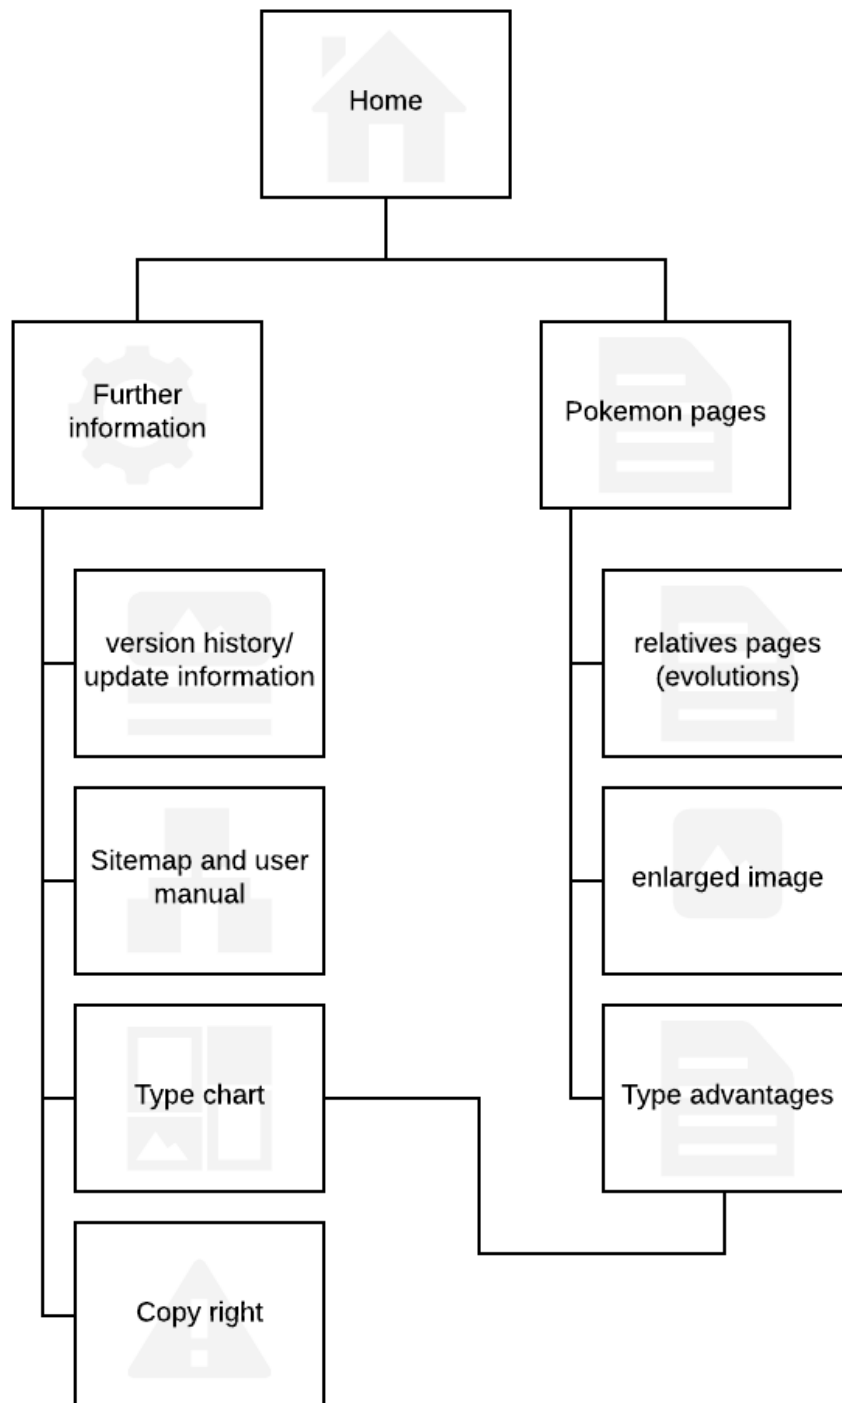 Home
Further
information
Pokemon pages
version history/
update information
relatives pages
(evolutions)
Sitemap and user
manual
enlarged image
Type chart
Type advantages
Copy right